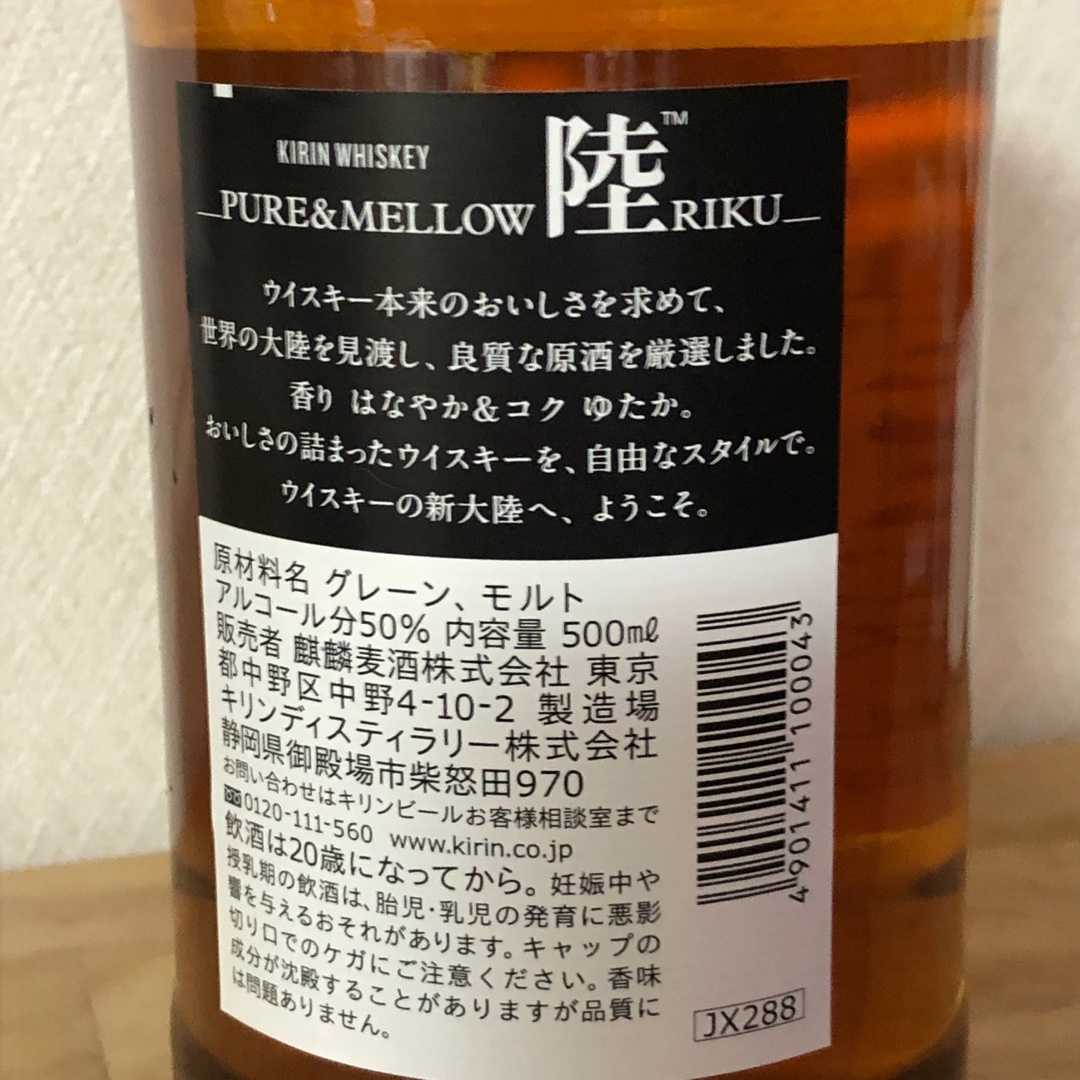 KIRIN WHISKEY
PURE&MELLOW 陸™ RIKU
ウイスキー本来のおいしさを求めて、
世界の大陸を見渡し、良質な原酒を厳選しました。
香り はなやか&コク ゆたか。
おいしさの詰まったウイスキーを、自由なスタイルで。
ウイスキーの新大陸へ、ようこそ。
原材料名 グレーン、モルト
アルコール分50% 内容量 500mℓ
販売者 麒麟麦酒株式会社 東京
都中野区中野4-10-2 製造場
キリンディスティラリー株式会社
静岡県御殿場市柴怒田970
お問い合わせはキリンビールお客様相談室まで
0120-111-560 www.kirin.co.jp
飲酒は20歳になってから。妊娠中や
授乳期の飲酒は、胎児・乳児の発育に悪影
響を与えるおそれがあります。キャップの
切り口でのケガにご注意ください。香味
成分が沈殿することがありますが品質に
は問題ありません。
4 901411 100043
JX288